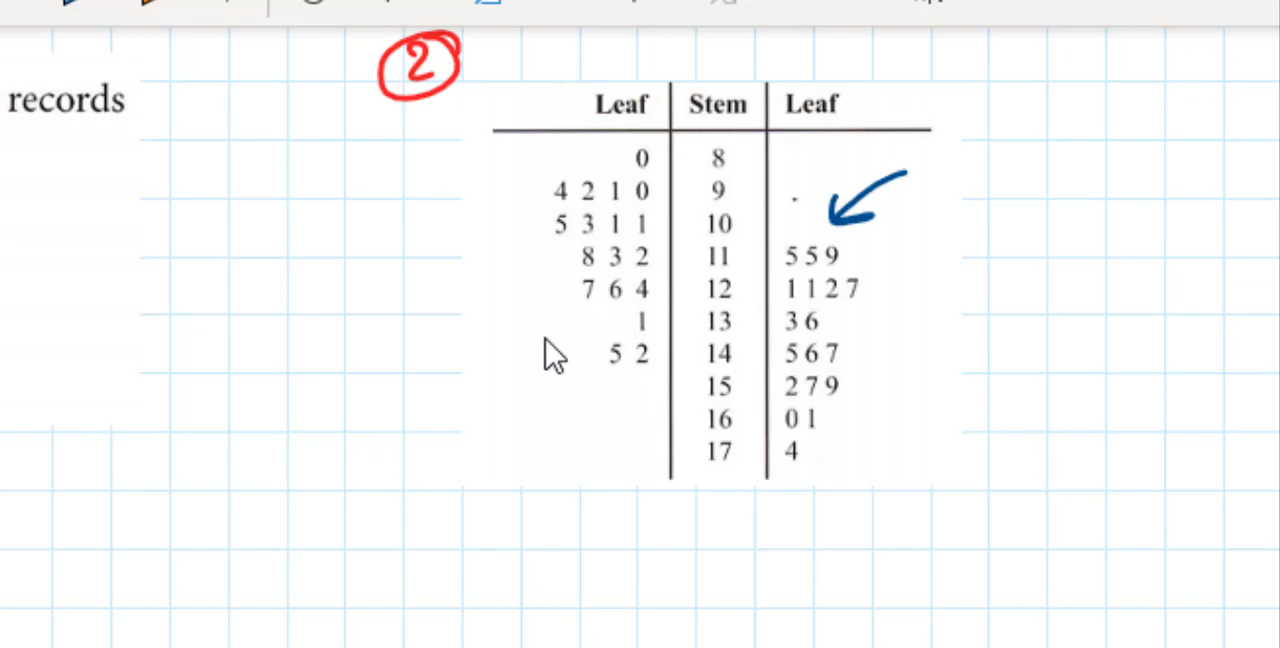 2
records
Leaf Stem Leaf
0 8
4 2 1 0 9 .
5 3 1 1 10
8 3 2 11 5 5 9
7 6 4 12 1 1 2 7
1 13 3 6
5 2 14 5 6 7
15 2 7 9
16 0 1
17 4